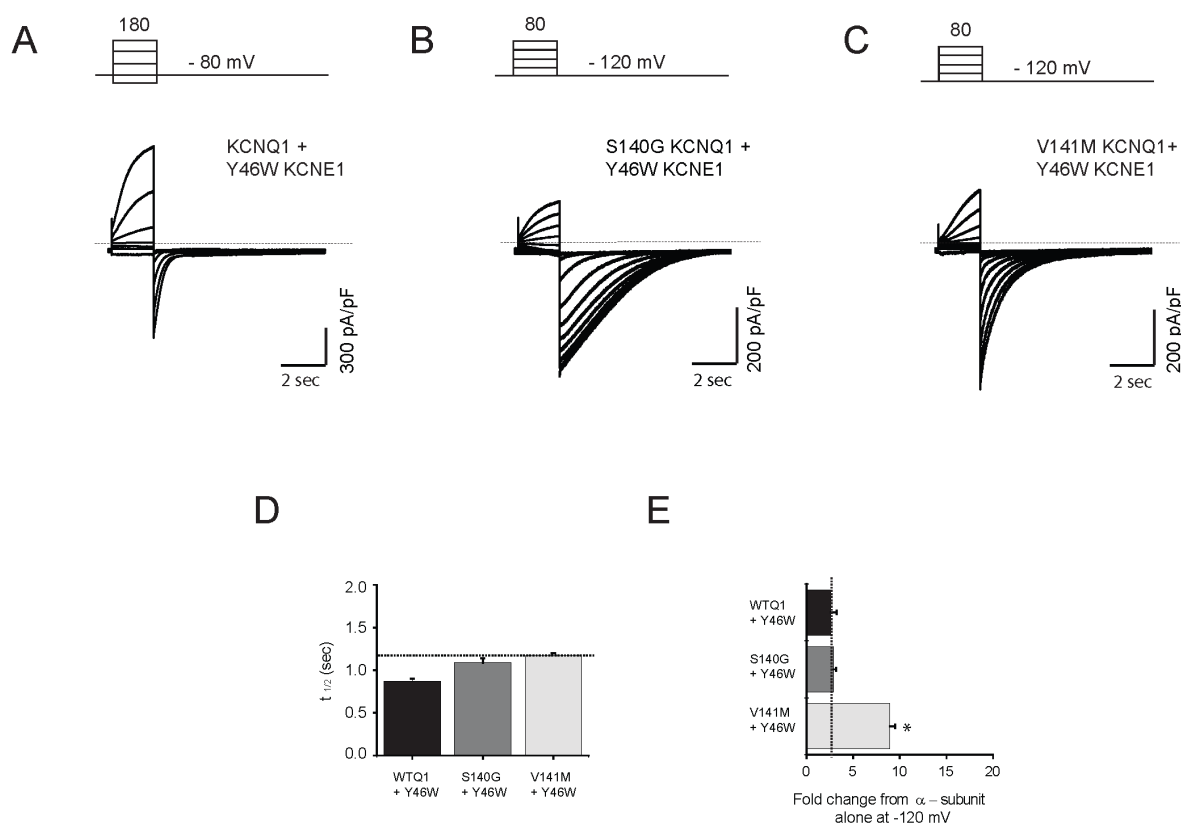 A
180
- 80 mV
KCNQ1 +
Y46W KCNE1
300 pA/pF
2 sec
B
80
- 120 mV
S140G KCNQ1 +
Y46W KCNE1
200 pA/pF
2 sec
C
80
- 120 mV
V141M KCNQ1+
Y46W KCNE1
200 pA/pF
2 sec
D
2.0
1.5
1.0
0.5
0.0
t 1/2 (sec)
WTQ1
+ Y46W
S140G
+ Y46W
V141M
+ Y46W
E
WTQ1
+ Y46W
S140G
+ Y46W
V141M
+ Y46W
*
0
5
10
15
20
Fold change from α – subunit
alone at -120 mV